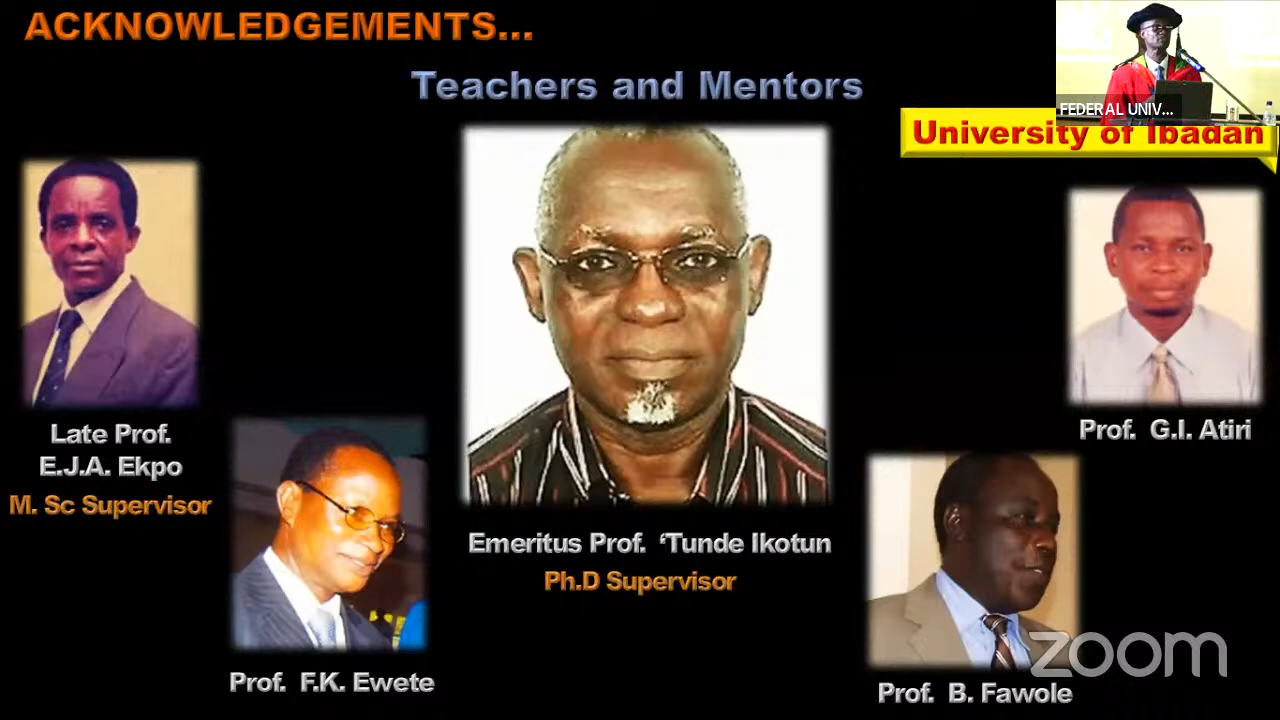 ACKNOWLEDGEMENTS...
Teachers and Mentors
FEDERAL UNIV...
University of Ibadan
Late Prof.
E.J.A. Ekpo
M. Sc Supervisor
Prof. G.I. Atiri
Emeritus Prof. ‘Tunde Ikotun
Ph.D Supervisor
Prof. F.K. Ewete
Prof. B. Fawole
zoom